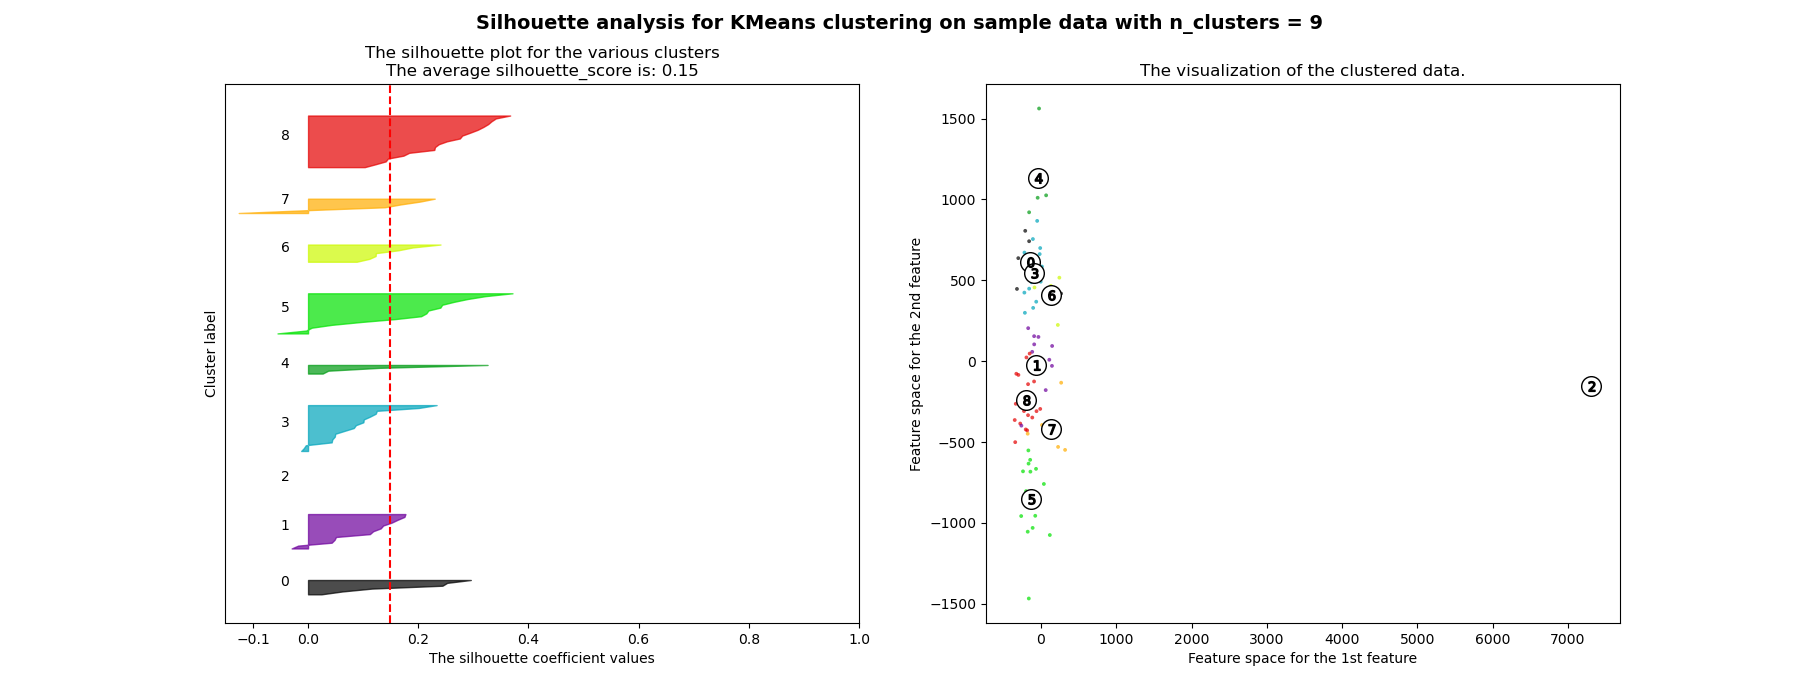 Silhouette analysis for KMeans clustering on sample data with n_clusters = 9
The silhouette plot for the various clusters
The average silhouette_score is: 0.15
Cluster label
8
7
6
5
4
3
2
1
0
−0.1 0.0 0.2 0.4 0.6 0.8 1.0
The silhouette coefficient values
The visualization of the clustered data.
Feature space for the 2nd feature
1500
1000
500
0
−500
−1000
−1500
4
0
3
6
1
2
8
7
5
0 1000 2000 3000 4000 5000 6000 7000
Feature space for the 1st feature